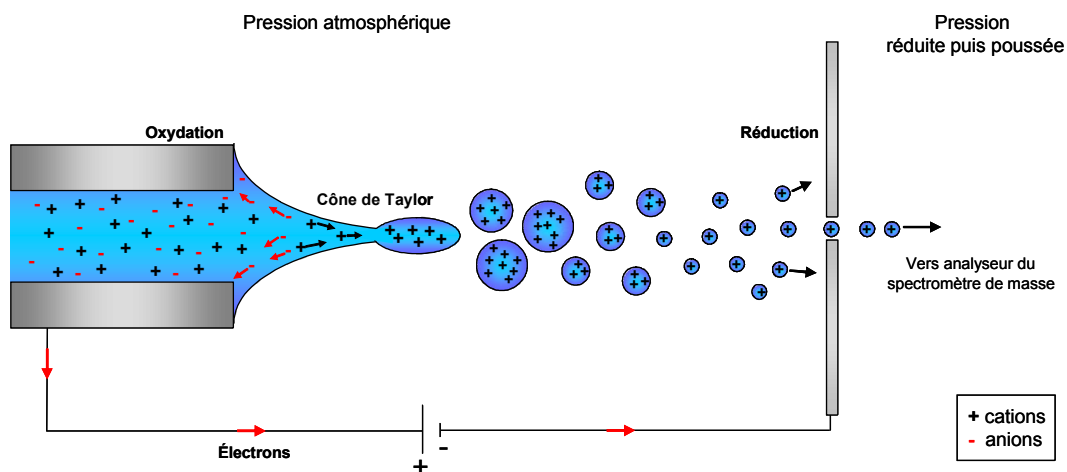 Pression atmosphérique
Pression
réduite puis poussée
Oxydation
Réduction
Cône de Taylor
Vers analyseur du
spectromètre de masse
Électrons
+ -
+ cations
- anions